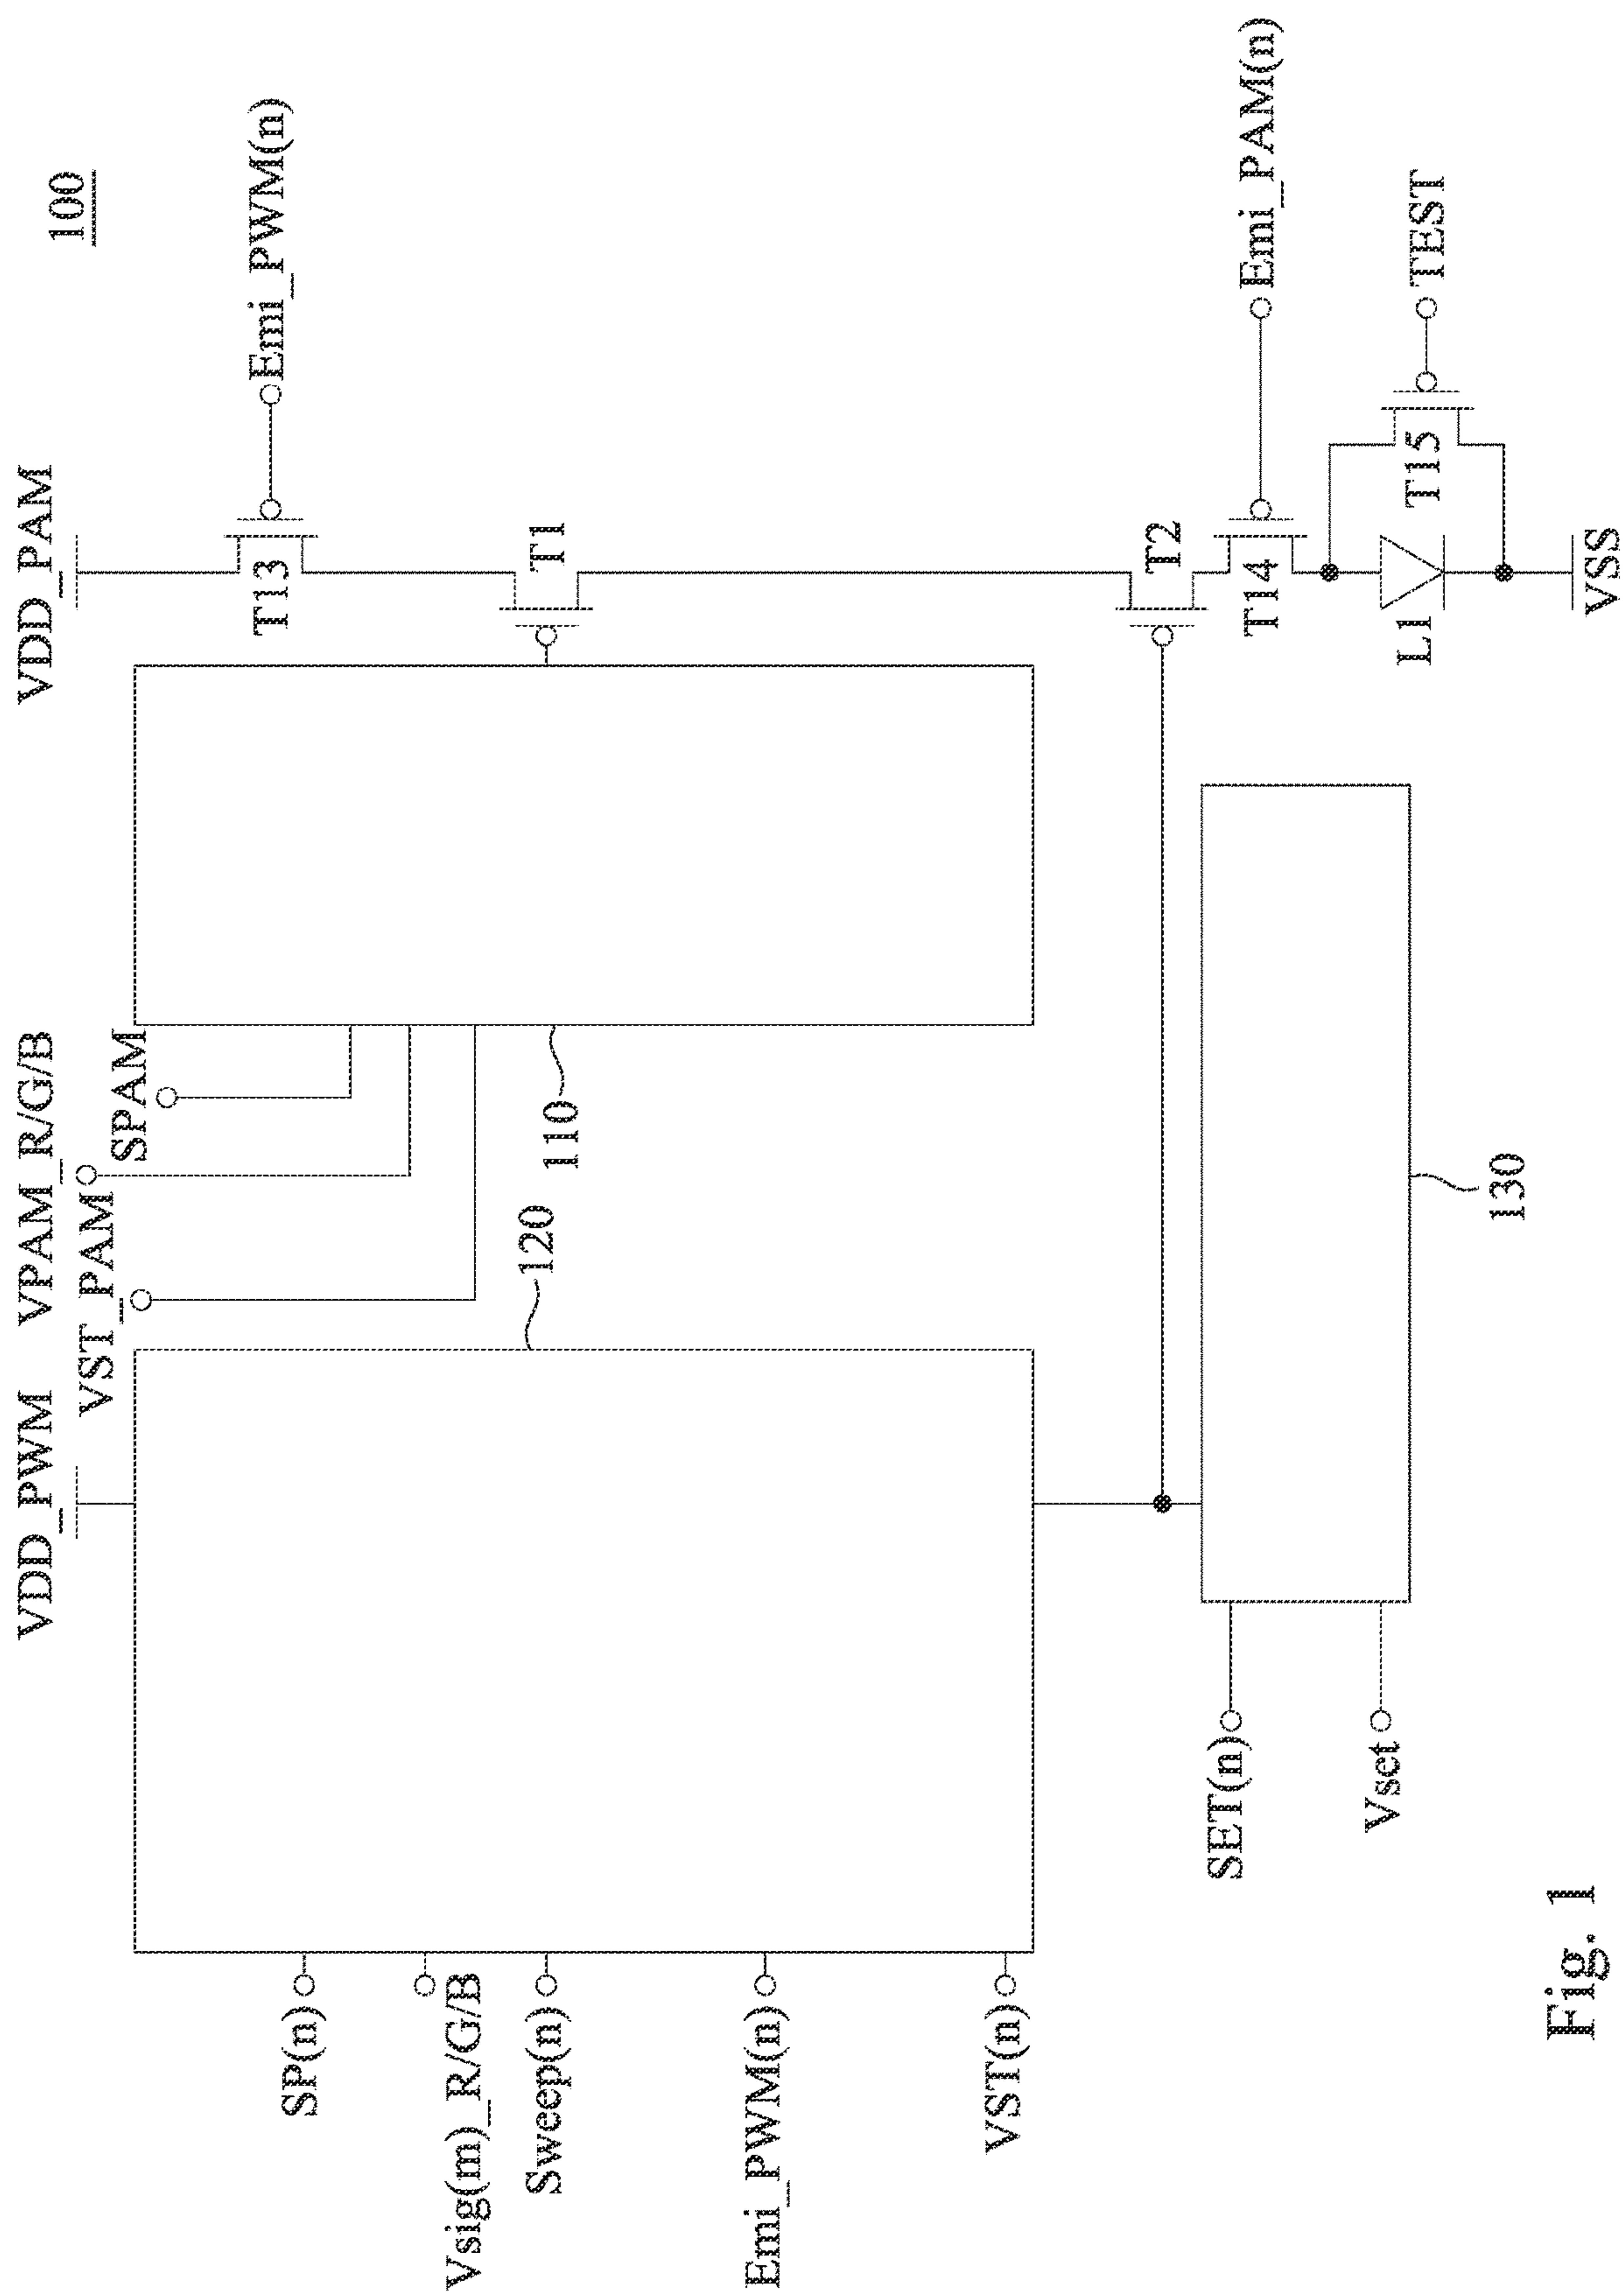 100
VDD_PWM
VPAM_R/G/B
VDD_PAM
VST_PAM
SPAM
SP(n)
Vsig(m)_R/G/B
Sweep(n)
Emi_PWM(n)
VST(n)
120
110
T13
Emi_PWM(n)
T1
T2
SET(n)
Vset
130
T14
Emi_PAM(n)
L1
T15
TEST
VSS
Fig. 1